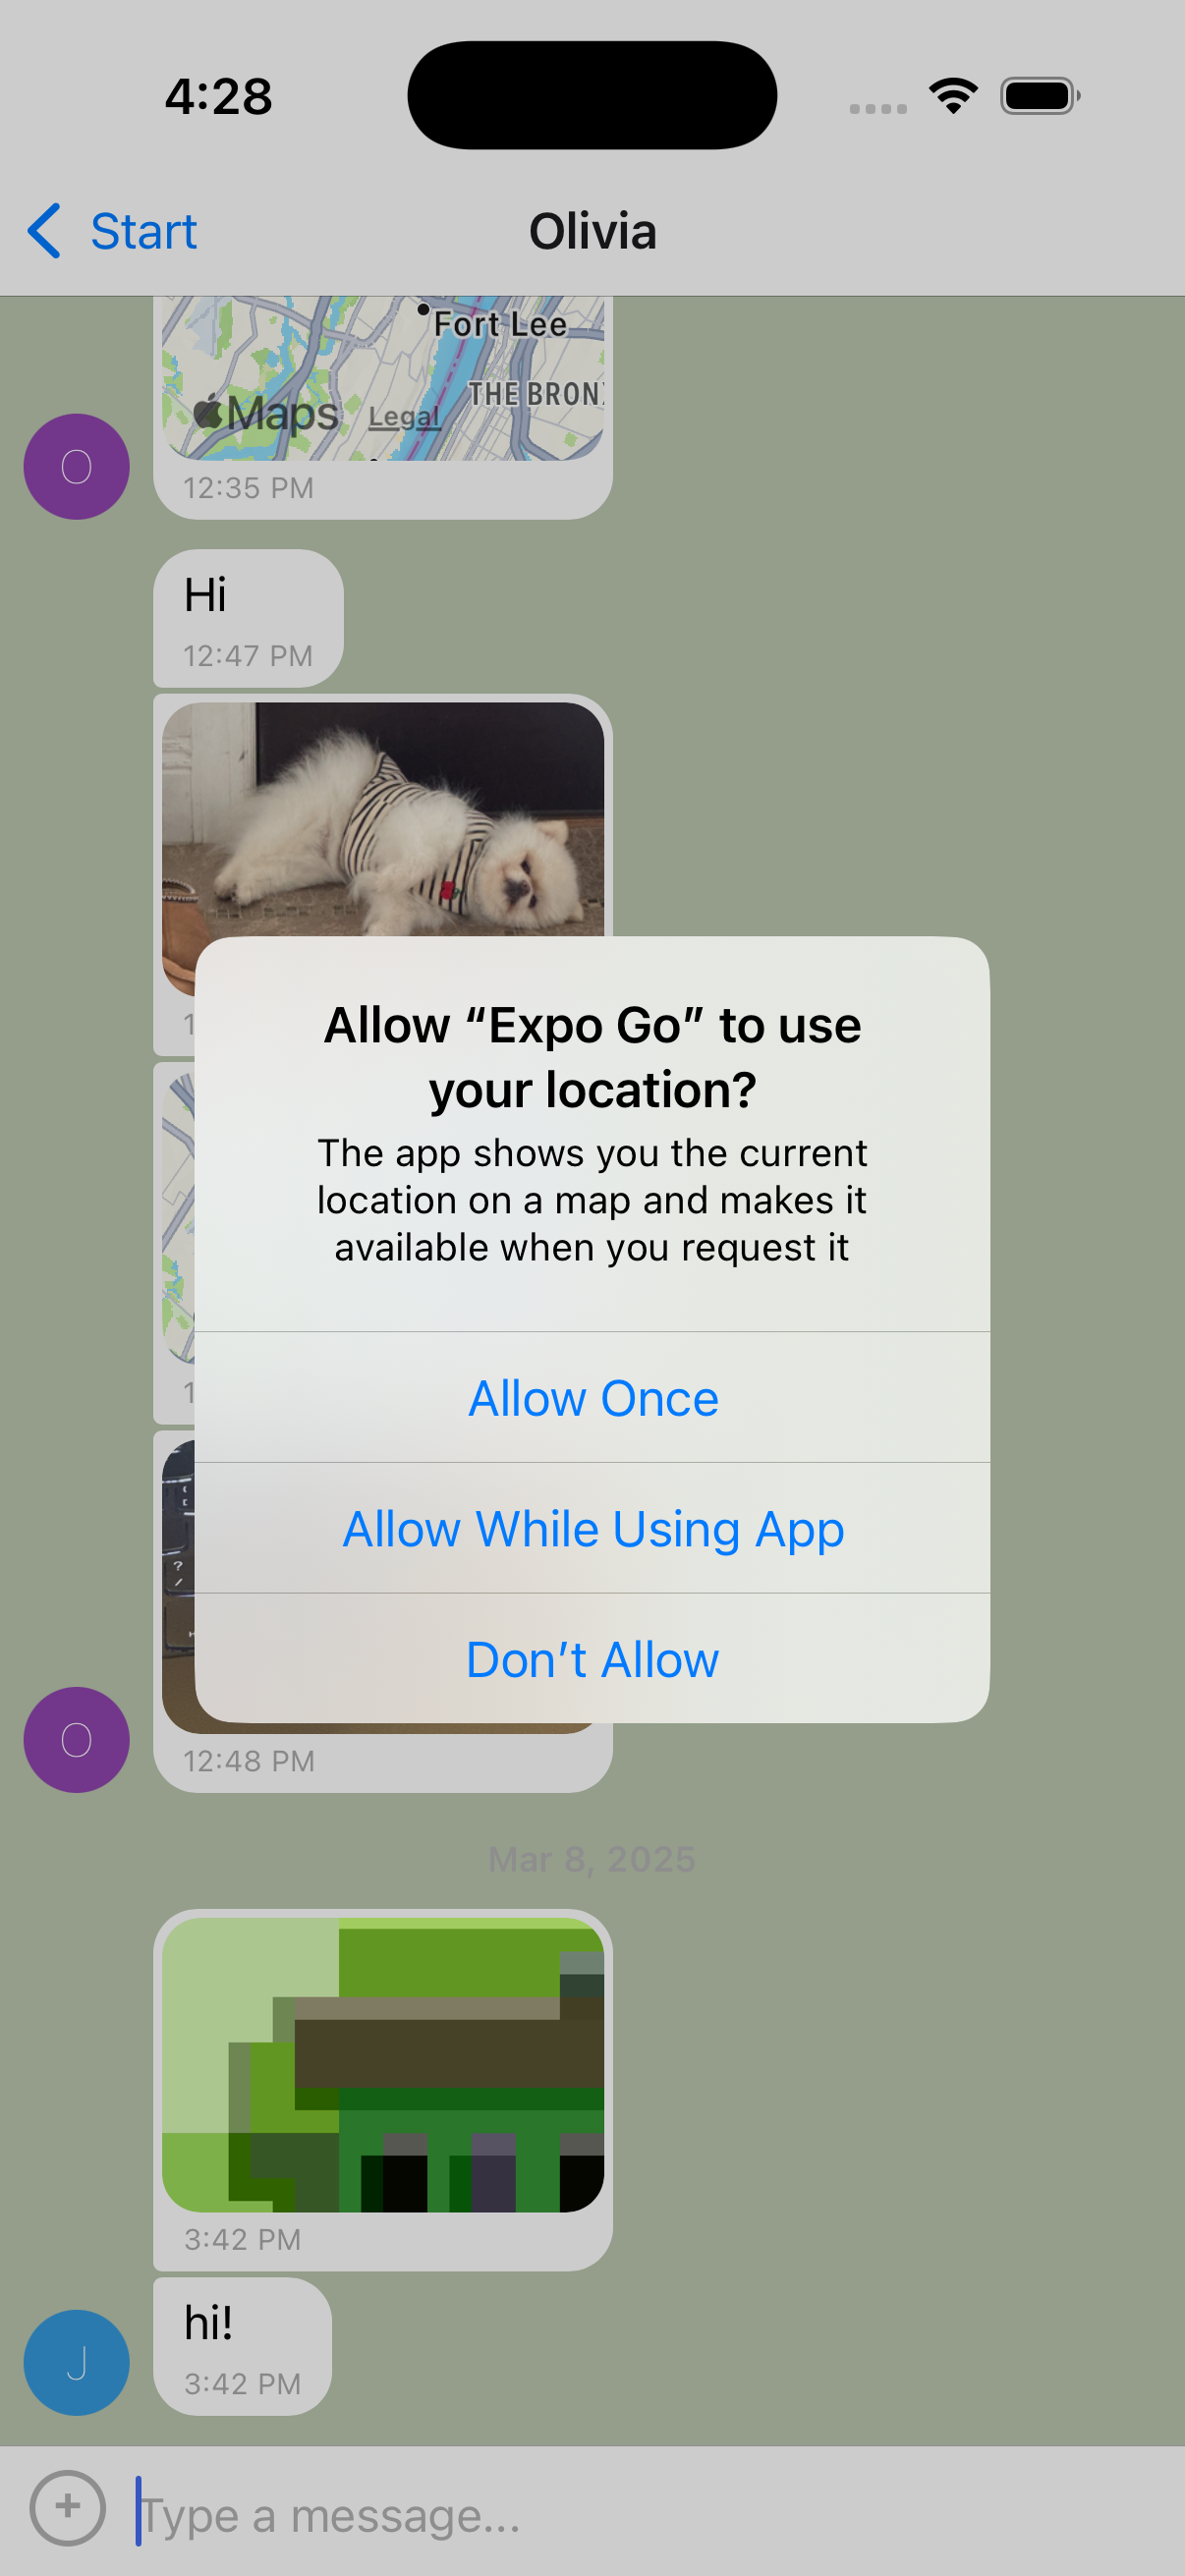 4:28
Start
Olivia
Fort Lee
THE BRON
Maps Legal
O
12:35 PM
Hi
12:47 PM
1
Allow “Expo Go” to use
your location?
The app shows you the current
location on a map and makes it
available when you request it
1
Allow Once
Allow While Using App
?
/
Don’t Allow
O
12:48 PM
Mar 8, 2025
3:42 PM
hi!
J
3:42 PM
+
Type a message...